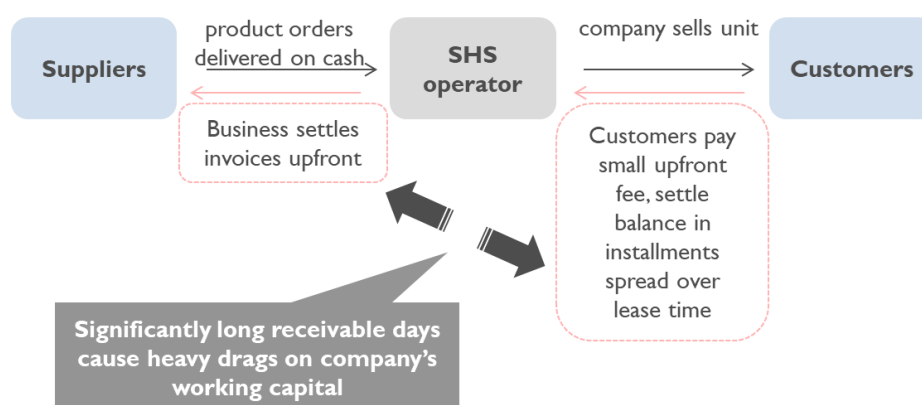 Suppliers
product orders
delivered on cash
SHS
operator
company sells unit
Customers
Business settles
invoices upfront
Customers pay
small upfront
fee, settle
balance in
installments
spread over
lease time
Significantly long receivable days
cause heavy drags on company's
working capital